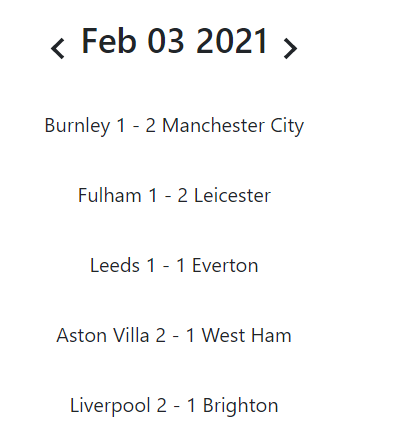 Feb 03 2021
Burnley 1 - 2 Manchester City
Fulham 1 - 2 Leicester
Leeds 1 - 1 Everton
Aston Villa 2 - 1 West Ham
Liverpool 2 - 1 Brighton